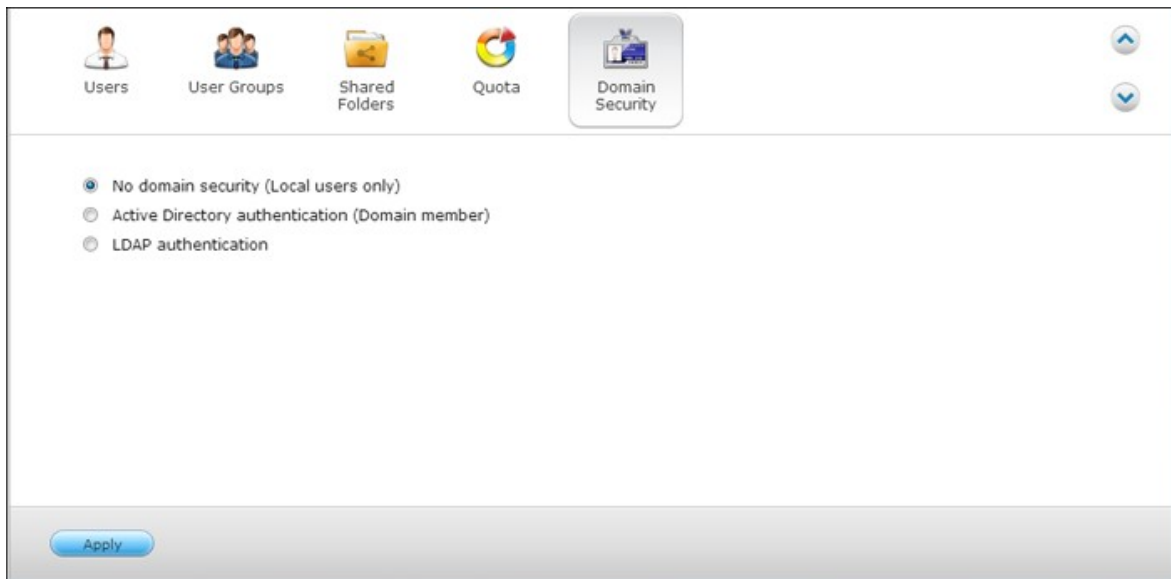 Users
User Groups
Shared
Folders
Quota
Domain
Security
No domain security (Local users only)
Active Directory authentication (Domain member)
LDAP authentication
Apply